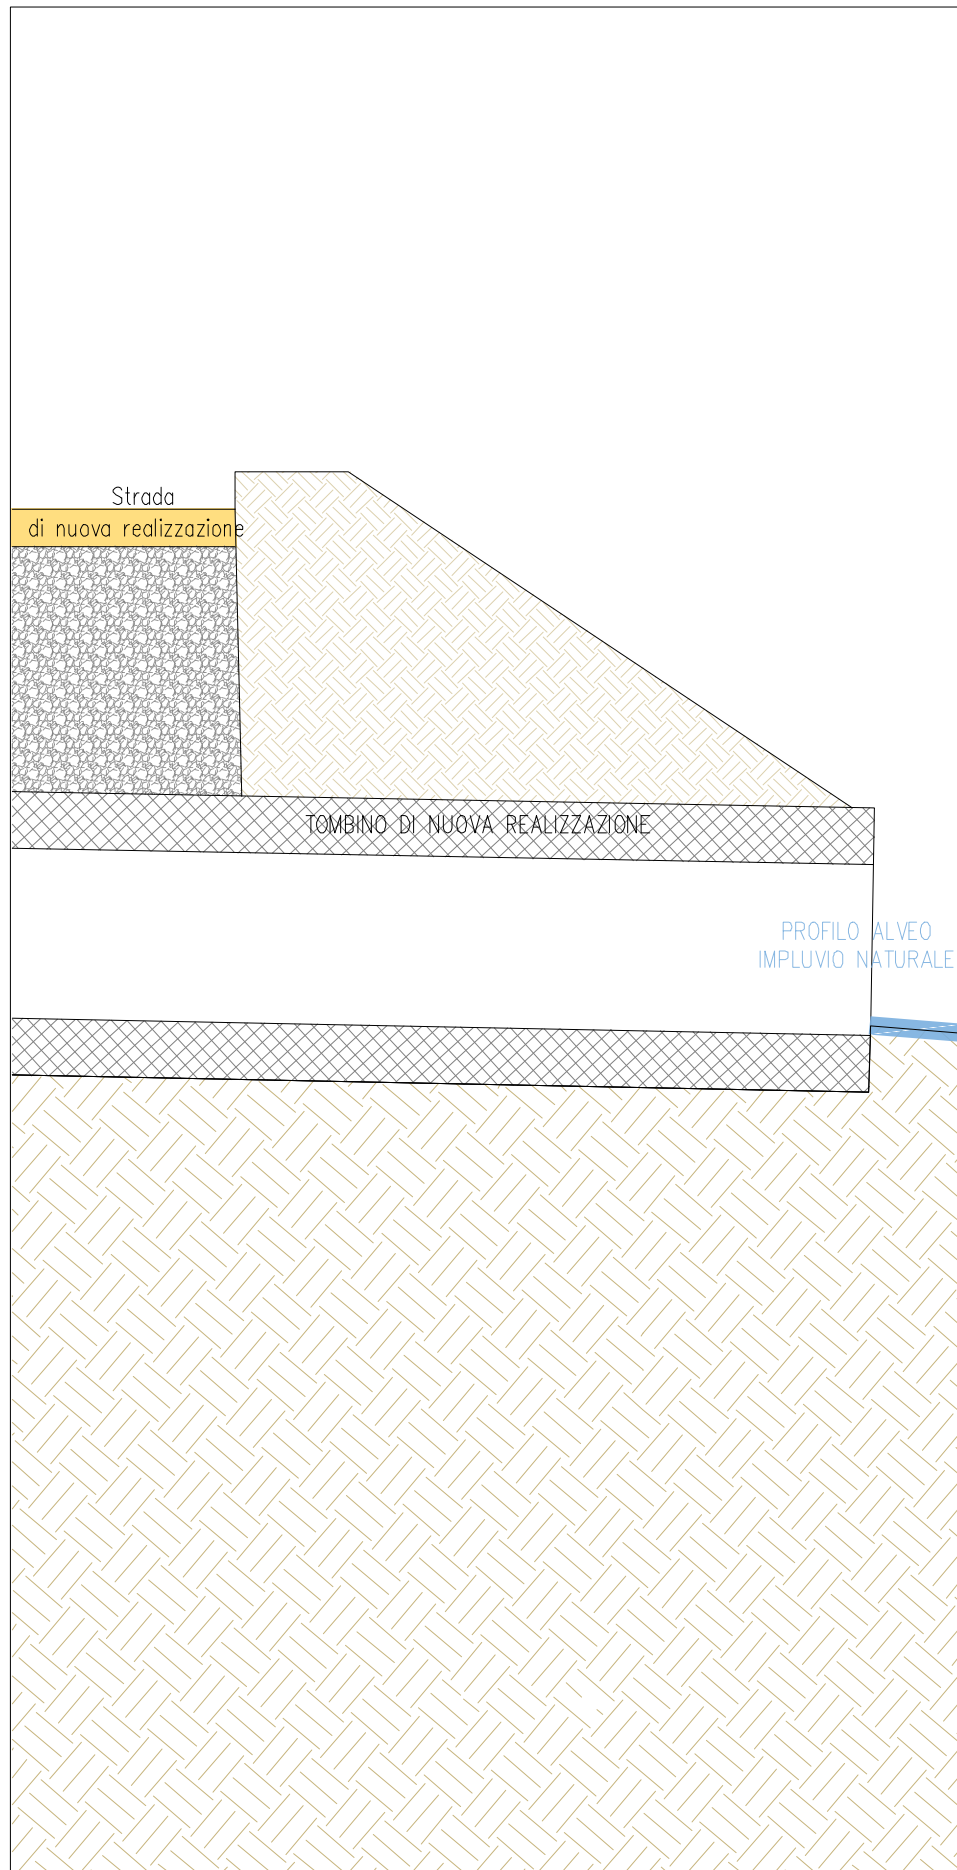 Strada
di nuova realizzazione
TOMBINO DI NUOVA REALIZZAZIONE
PROFILO ALVEO
IMPLUVIO NATURALE